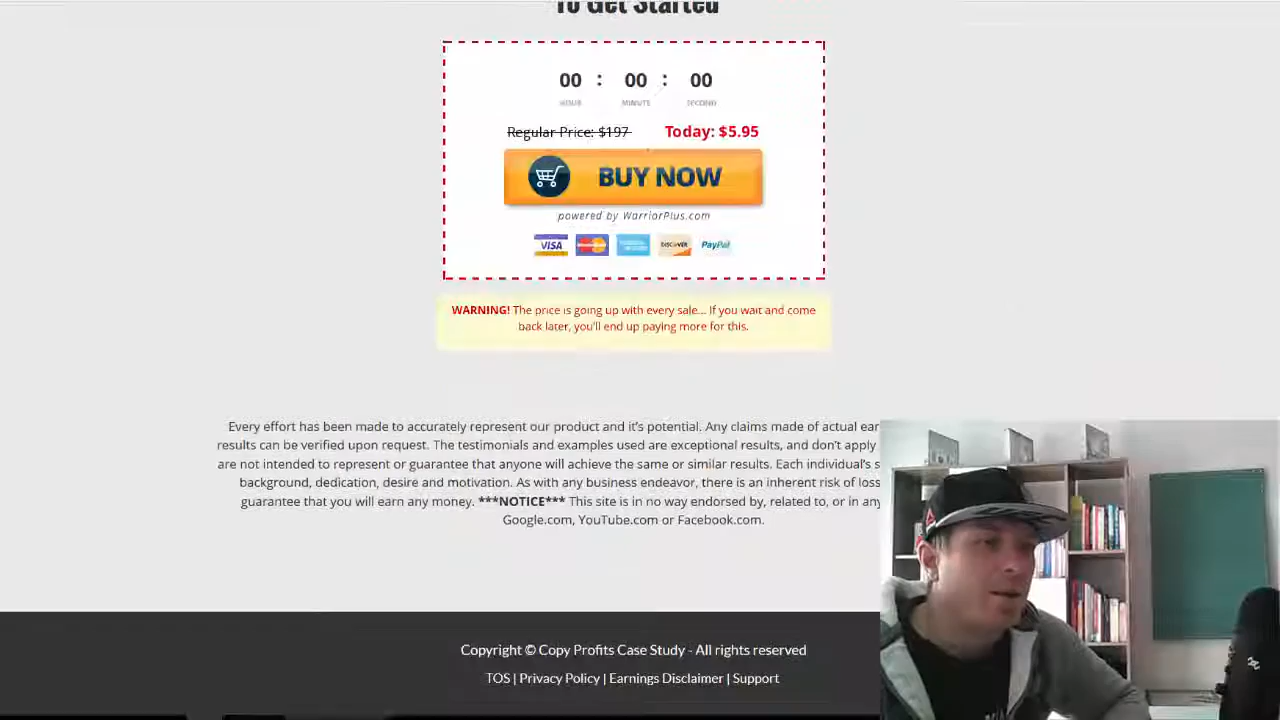 To Get Started
00 : 00 : 00
HOUR MINUTE SECOND
Regular Price: $197 Today: $5.95
BUY NOW
powered by WarriorPlus.com
VISA MasterCard AMERICAN EXPRESS DISCOVER PayPal
WARNING! The price is going up with every sale... If you wait and come
back later, you'll end up paying more for this.
Every effort has been made to accurately represent our product and it's potential. Any claims made of actual ear
results can be verified upon request. The testimonials and examples used are exceptional results, and don't apply
are not intended to represent or guarantee that anyone will achieve the same or similar results. Each individual's s
background, dedication, desire and motivation. As with any business endeavor, there is an inherent risk of loss
guarantee that you will earn any money. ***NOTICE*** This site is in no way endorsed by, related to, or in any
Google.com, YouTube.com or Facebook.com.
Copyright © Copy Profits Case Study - All rights reserved
TOS | Privacy Policy | Earnings Disclaimer | Support